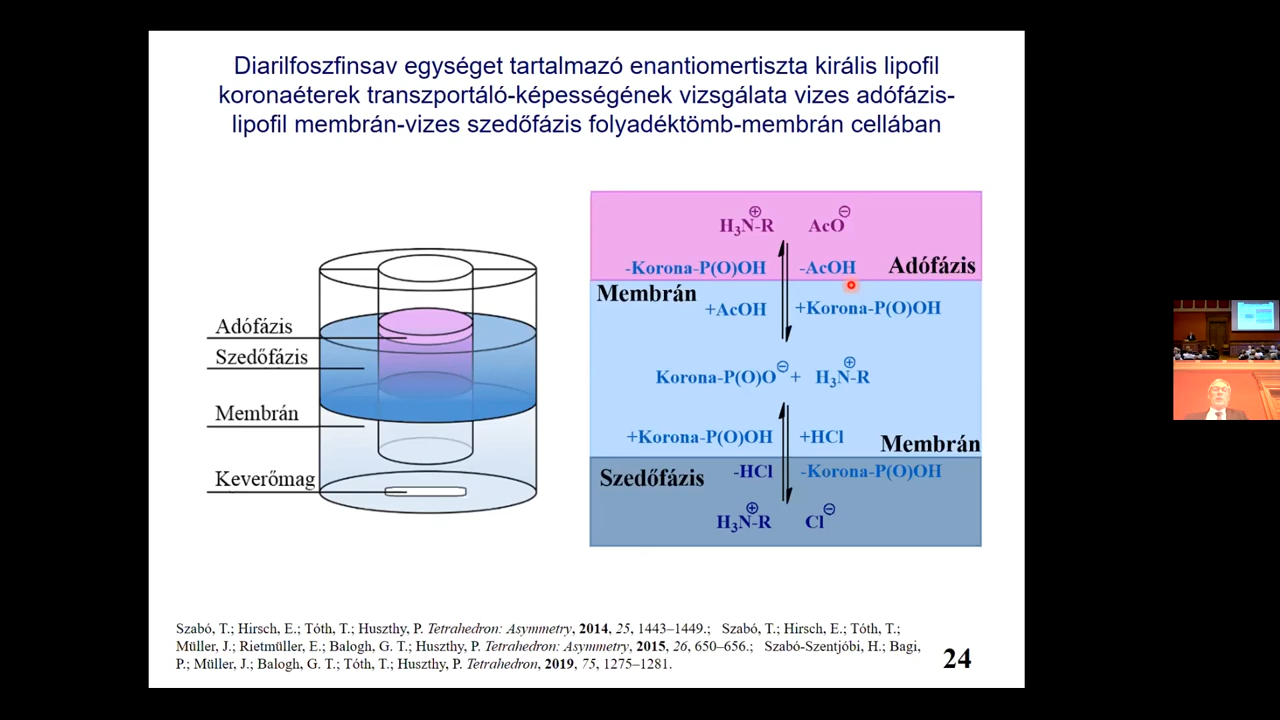 Diarilfoszfinsav egységet tartalmazó enantiomertiszta királis lipofil
koronaéterek transzportáló-képességének vizsgálata vizes adófázis-
lipofil membrán-vizes szedőfázis folyadéktömb-membrán cellában
Adófázis
Szedőfázis
Membrán
Keverőmag
H₃N⊕-R AcO⊖
-Korona-P(O)OH -AcOH Adófázis
Membrán
+AcOH +Korona-P(O)OH
Korona-P(O)O⊖ + H₃N⊕-R
+Korona-P(O)OH +HCl Membrán
Szedőfázis -HCl -Korona-P(O)OH
H₃N⊕-R Cl⊖
Szabó, T.; Hirsch, E.; Tóth, T.; Huszthy, P. Tetrahedron: Asymmetry, 2014, 25, 1443–1449.; Szabó, T.; Hirsch, E.; Tóth, T.;
Müller, J.; Rietmüller, E.; Balogh, G. T.; Huszthy, P. Tetrahedron: Asymmetry, 2015, 26, 650–656.; Szabó-Szentjóbi, H.; Bagi,
P.; Müller, J.; Balogh, G. T.; Tóth, T.; Huszthy, P. Tetrahedron, 2019, 75, 1275–1281.
24